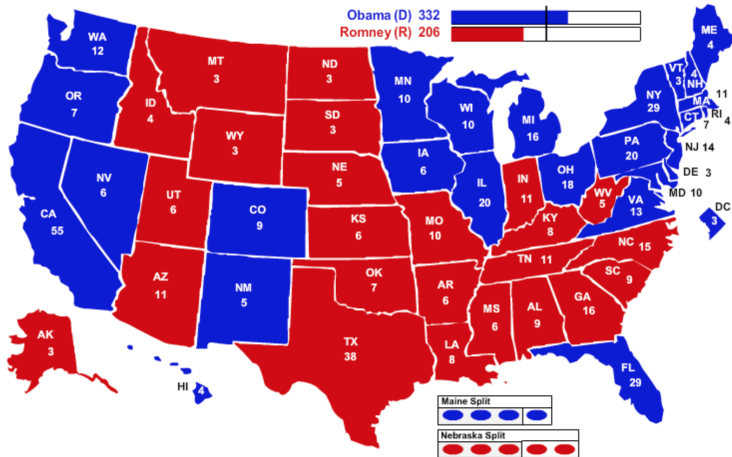 Obama (D) 332
Romney (R) 206
WA
12
OR
7
CA
55
NV
6
ID
4
MT
3
WY
3
UT
6
AZ
11
CO
9
NM
5
ND
3
SD
3
NE
5
KS
6
OK
7
TX
38
MN
10
IA
6
MO
10
AR
6
LA
8
WI
10
IL
20
MI
16
IN
11
OH
18
KY
8
TN 11
MS
6
AL
9
GA
16
FL
29
SC
9
NC 15
VA
13
WV
5
PA
20
NY
29
VT
3
4
NH
ME
4
11
MA
RI
4
CT
7
NJ 14
DE 3
MD 10
DC
3
AK
3
HI
4
Maine Split
Nebraska Split